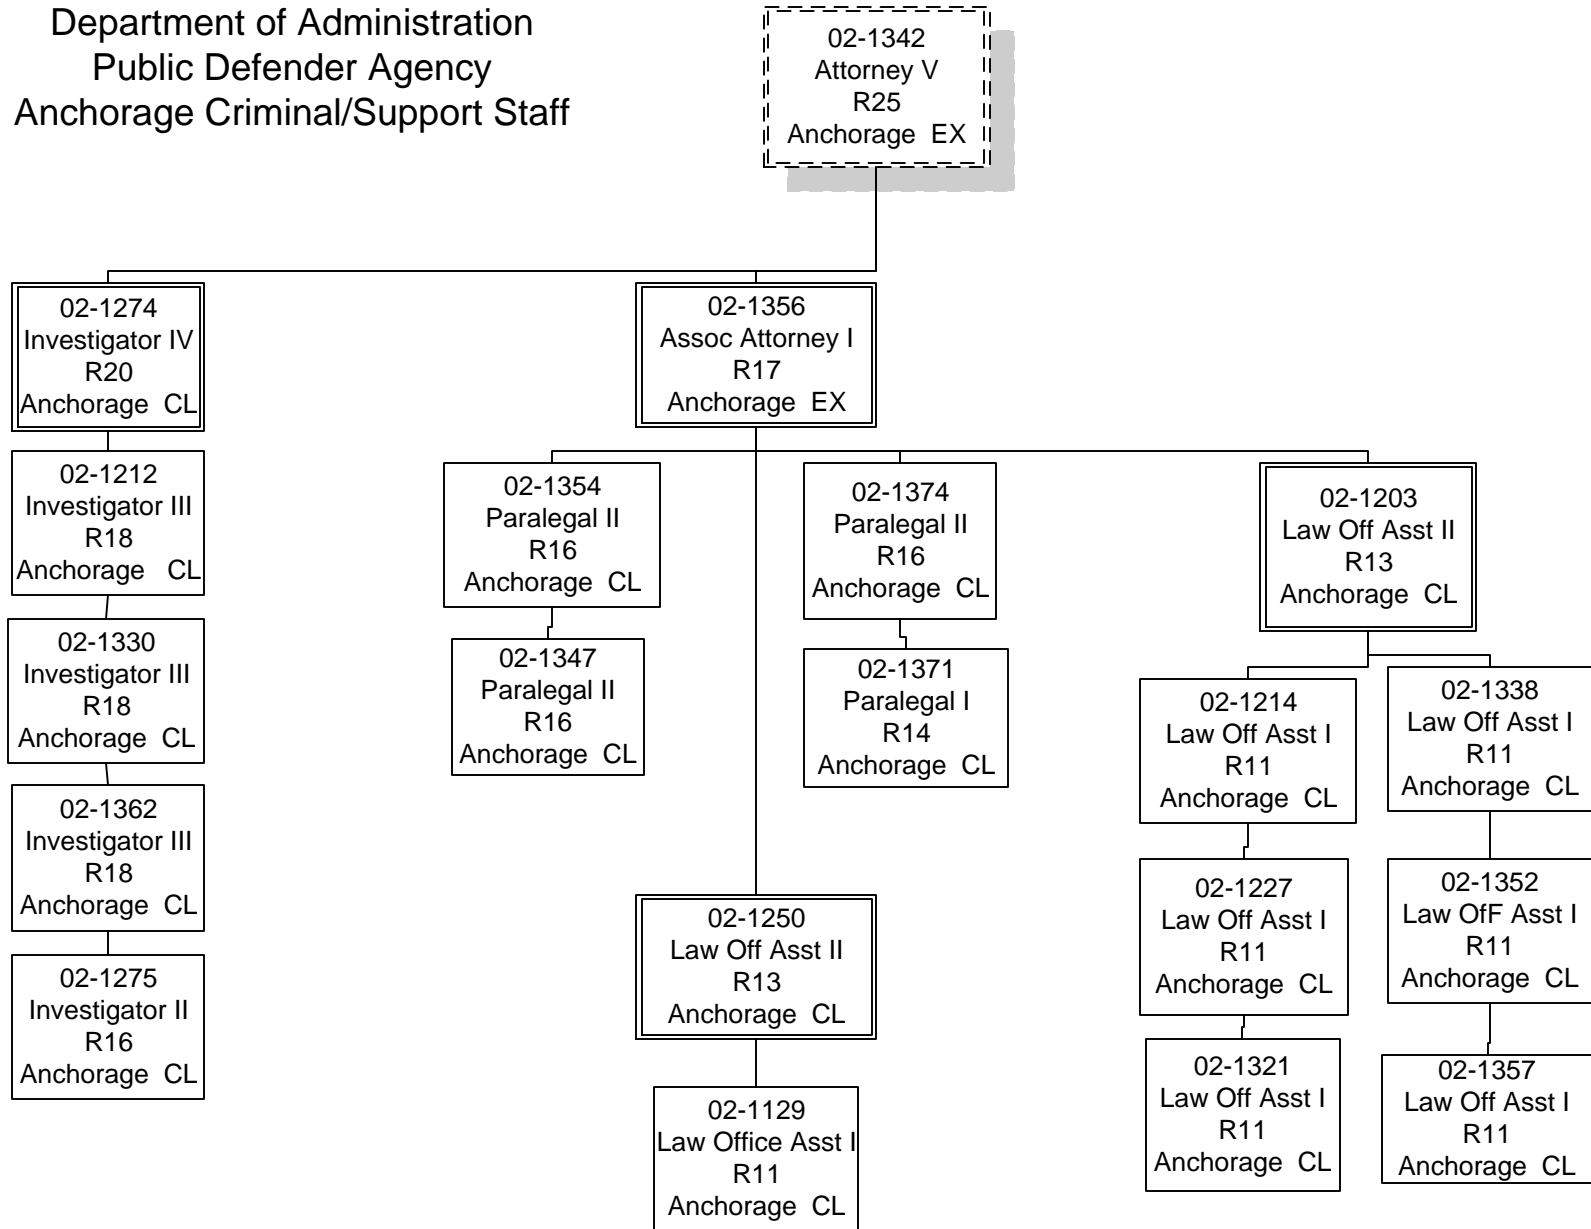 Department of Administration
Public Defender Agency
Anchorage Criminal/Support Staff
02-1342
Attorney V
R25
Anchorage EX
02-1274
Investigator IV
R20
Anchorage CL
02-1356
Assoc Attorney I
R17
Anchorage EX
02-1212
Investigator III
R18
Anchorage CL
02-1330
Investigator III
R18
Anchorage CL
02-1362
Investigator III
R18
Anchorage CL
02-1275
Investigator II
R16
Anchorage CL
02-1354
Paralegal II
R16
Anchorage CL
02-1347
Paralegal II
R16
Anchorage CL
02-1374
Paralegal II
R16
Anchorage CL
02-1371
Paralegal I
R14
Anchorage CL
02-1250
Law Off Asst II
R13
Anchorage CL
02-1129
Law Office Asst I
R11
Anchorage CL
02-1203
Law Off Asst II
R13
Anchorage CL
02-1214
Law Off Asst I
R11
Anchorage CL
02-1227
Law Off Asst I
R11
Anchorage CL
02-1321
Law Off Asst I
R11
Anchorage CL
02-1338
Law Off Asst I
R11
Anchorage CL
02-1352
Law OfF Asst I
R11
Anchorage CL
02-1357
Law Off Asst I
R11
Anchorage CL